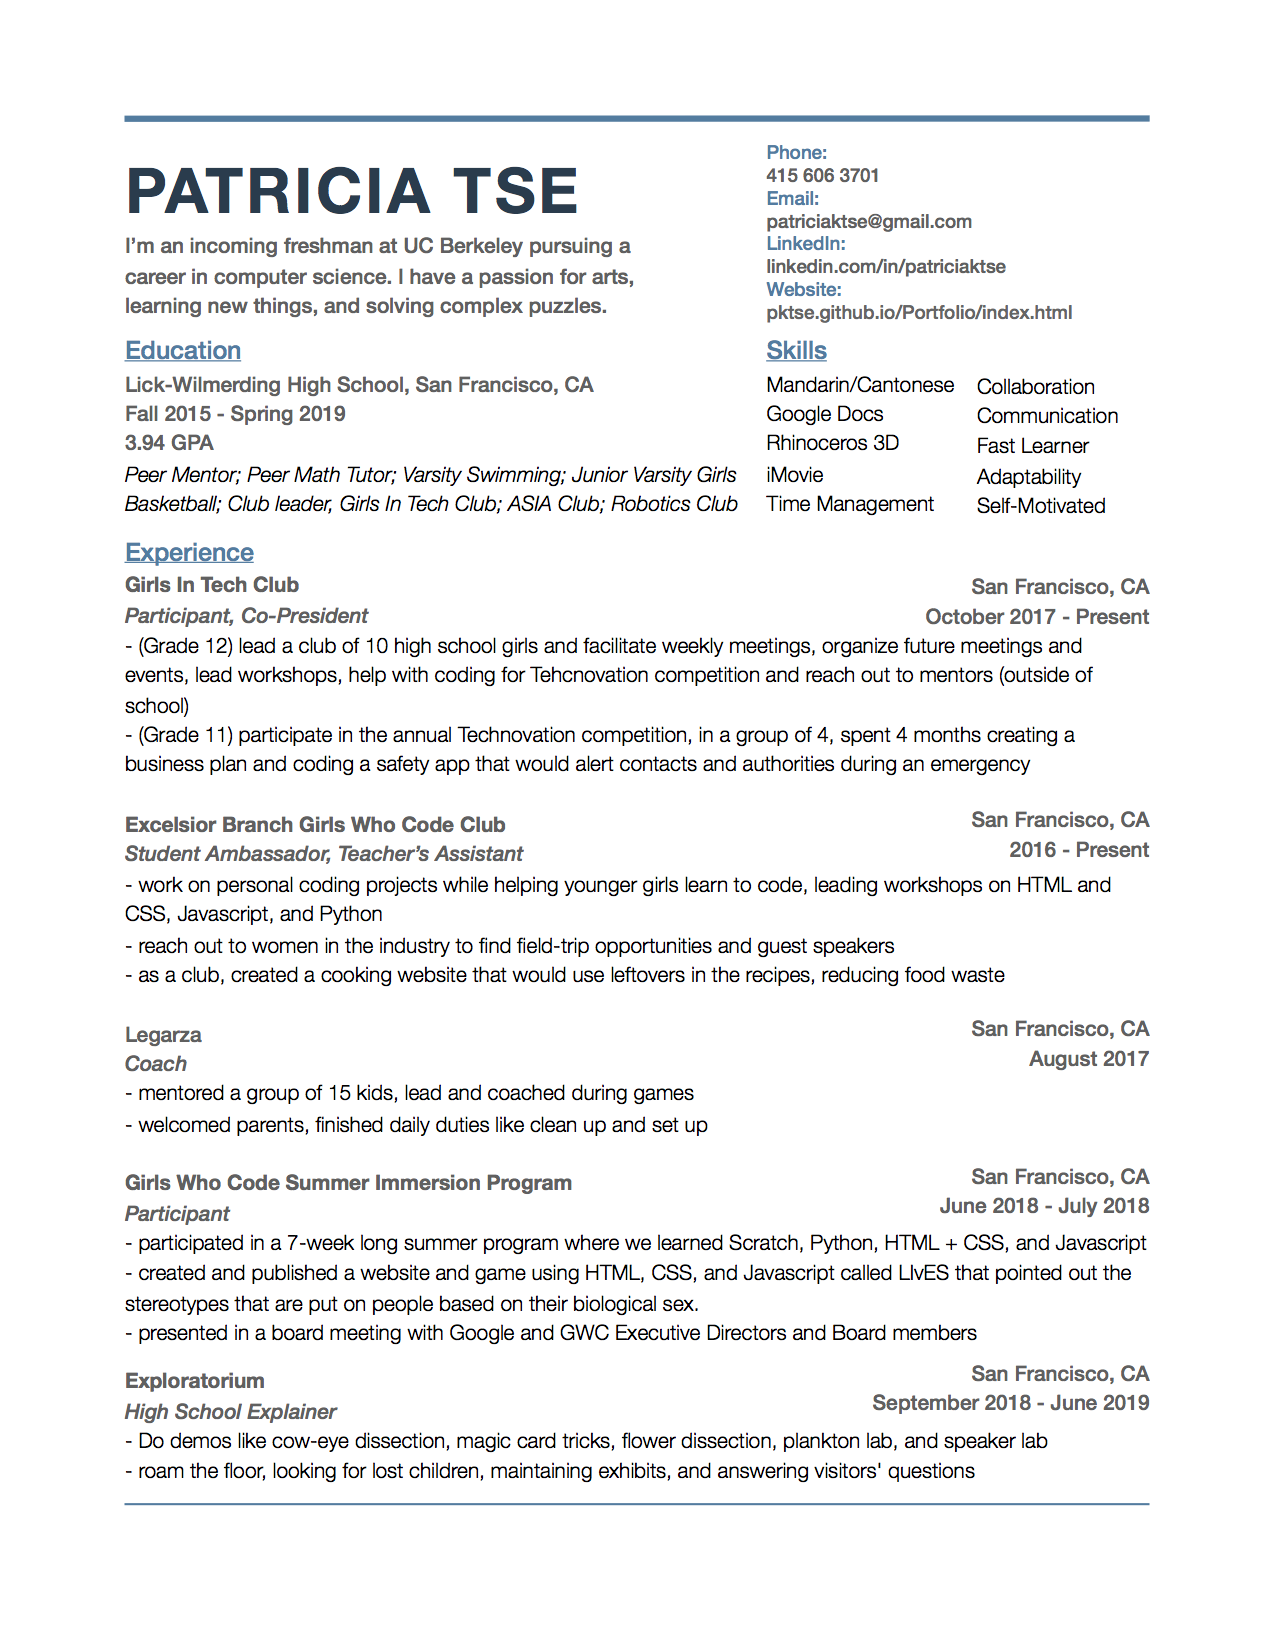 PATRICIA TSE
I'm an incoming freshman at UC Berkeley pursuing a
career in computer science. I have a passion for arts,
learning new things, and solving complex puzzles.
Phone:
415 606 3701
Email:
patriciaktse@gmail.com
LinkedIn:
linkedin.com/in/patriciaktse
Website:
pktse.github.io/Portfolio/index.html
Education
Lick-Wilmerding High School, San Francisco, CA
Fall 2015 - Spring 2019
3.94 GPA
Peer Mentor; Peer Math Tutor; Varsity Swimming; Junior Varsity Girls
Basketball; Club leader, Girls In Tech Club; ASIA Club; Robotics Club
Skills
Mandarin/Cantonese
Google Docs
Rhinoceros 3D
iMovie
Time Management
Collaboration
Communication
Fast Learner
Adaptability
Self-Motivated
Experience
Girls In Tech Club
San Francisco, CA
Participant, Co-President
October 2017 - Present
- (Grade 12) lead a club of 10 high school girls and facilitate weekly meetings, organize future meetings and
events, lead workshops, help with coding for Tehcnovation competition and reach out to mentors (outside of
school)
- (Grade 11) participate in the annual Technovation competition, in a group of 4, spent 4 months creating a
business plan and coding a safety app that would alert contacts and authorities during an emergency
Excelsior Branch Girls Who Code Club
San Francisco, CA
Student Ambassador, Teacher's Assistant
2016 - Present
- work on personal coding projects while helping younger girls learn to code, leading workshops on HTML and
CSS, Javascript, and Python
- reach out to women in the industry to find field-trip opportunities and guest speakers
- as a club, created a cooking website that would use leftovers in the recipes, reducing food waste
Legarza
San Francisco, CA
Coach
August 2017
- mentored a group of 15 kids, lead and coached during games
- welcomed parents, finished daily duties like clean up and set up
Girls Who Code Summer Immersion Program
San Francisco, CA
Participant
June 2018 - July 2018
- participated in a 7-week long summer program where we learned Scratch, Python, HTML + CSS, and Javascript
- created and published a website and game using HTML, CSS, and Javascript called LIvES that pointed out the
stereotypes that are put on people based on their biological sex.
- presented in a board meeting with Google and GWC Executive Directors and Board members
Exploratorium
San Francisco, CA
High School Explainer
September 2018 - June 2019
- Do demos like cow-eye dissection, magic card tricks, flower dissection, plankton lab, and speaker lab
- roam the floor, looking for lost children, maintaining exhibits, and answering visitors' questions